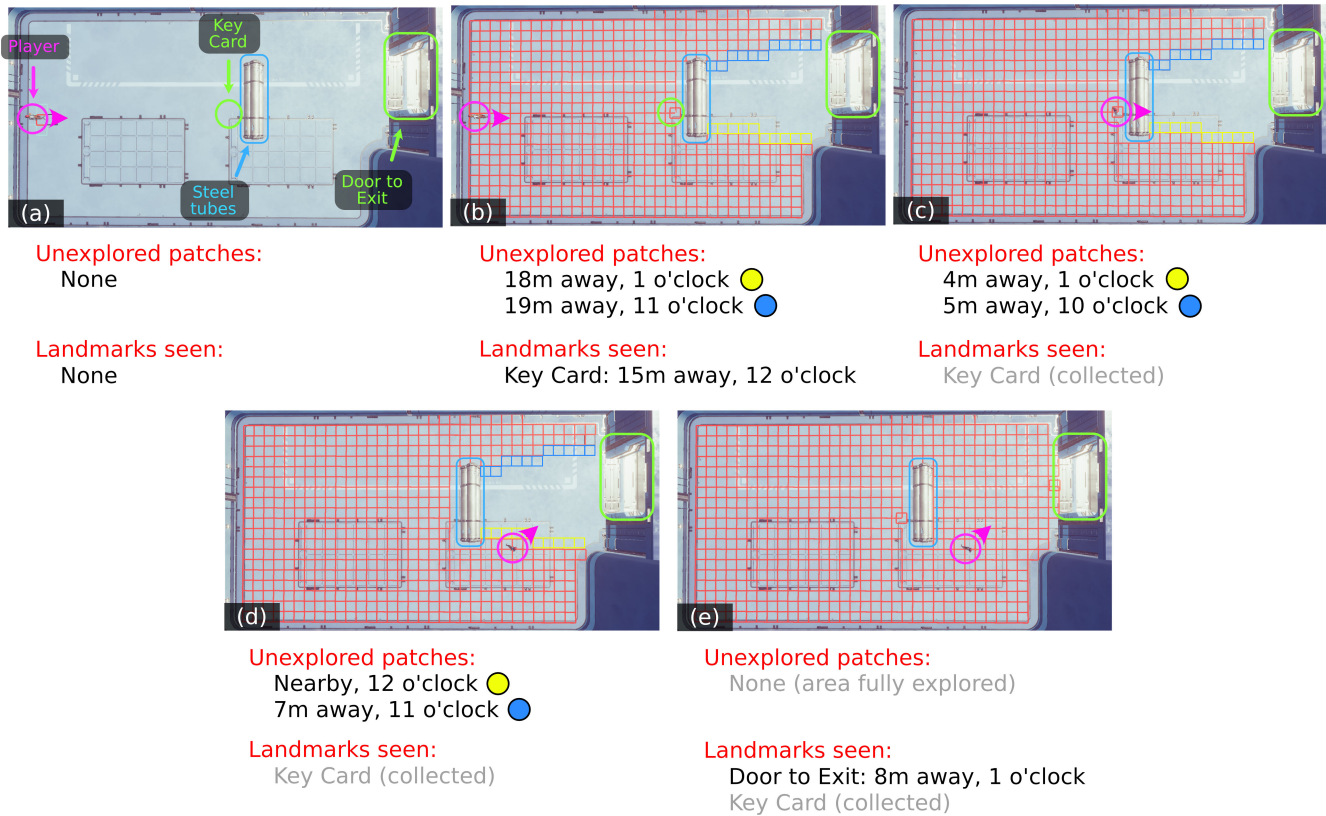 Player
Key
Card
Steel
tubes
Door to
Exit
(a)
(b)
(c)
Unexplored patches:
None
Landmarks seen:
None
Unexplored patches:
18m away, 1 o'clock
19m away, 11 o'clock
Landmarks seen:
Key Card: 15m away, 12 o'clock
Unexplored patches:
4m away, 1 o'clock
5m away, 10 o'clock
Landmarks seen:
Key Card (collected)
(d)
(e)
Unexplored patches:
Nearby, 12 o'clock
7m away, 11 o'clock
Landmarks seen:
Key Card (collected)
Unexplored patches:
None (area fully explored)
Landmarks seen:
Door to Exit: 8m away, 1 o'clock
Key Card (collected)